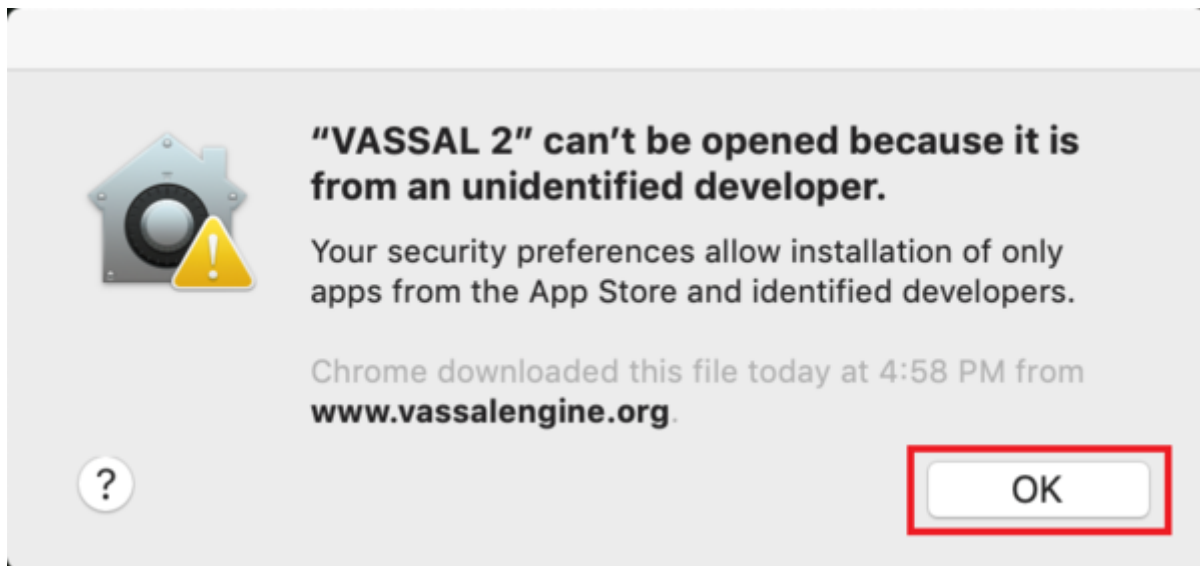 “VASSAL 2” can’t be opened because it is
from an unidentified developer.
Your security preferences allow installation of only
apps from the App Store and identified developers.
Chrome downloaded this file today at 4:58 PM from
www.vassalengine.org.
?
OK